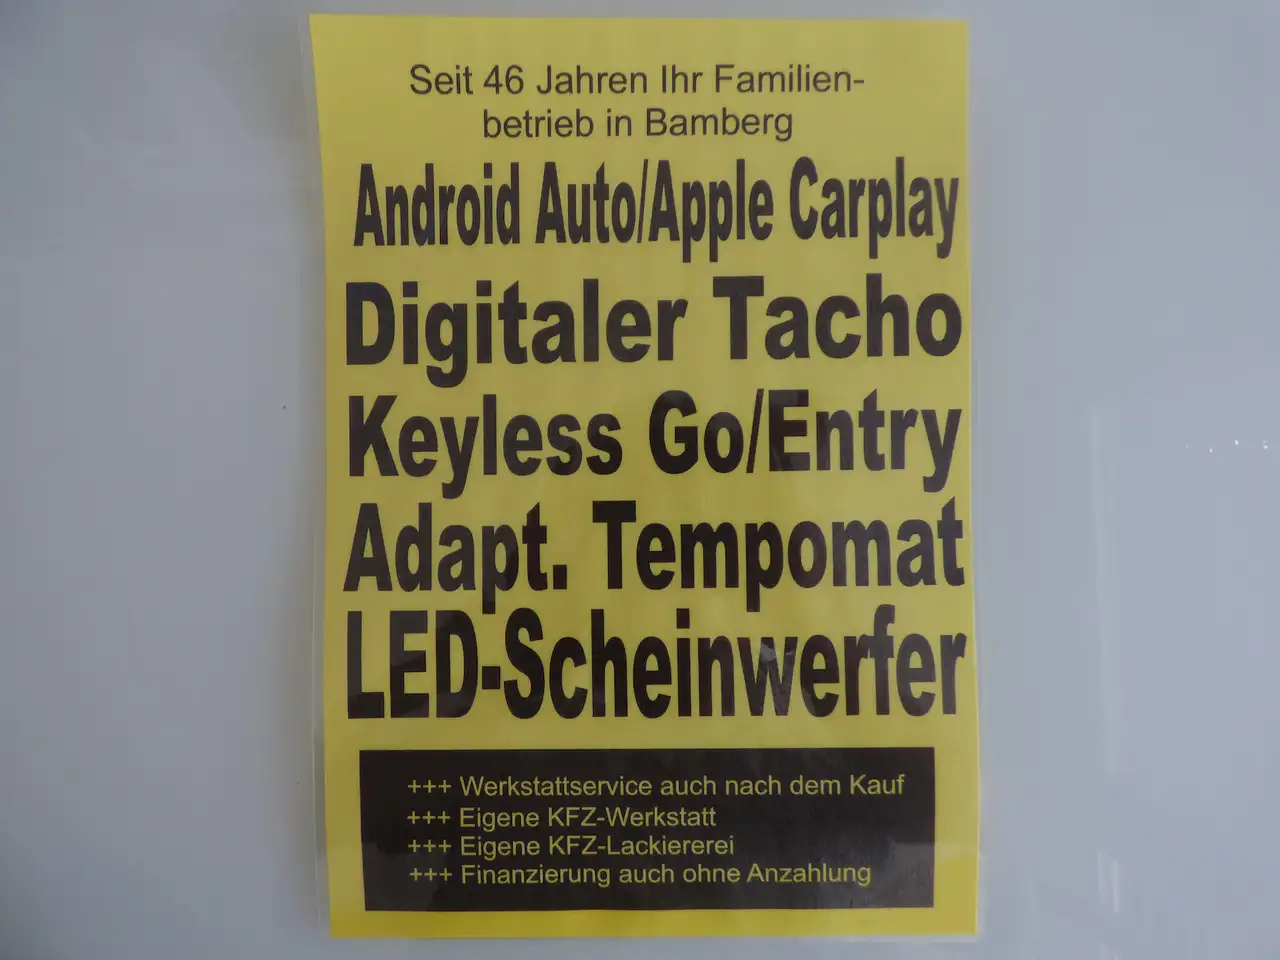 Seit 46 Jahren Ihr Familien-
betrieb in Bamberg
Android Auto/Apple Carplay
Digitaler Tacho
Keyless Go/Entry
Adapt. Tempomat
LED-Scheinwerfer
+++ Werkstattservice auch nach dem Kauf
+++ Eigene KFZ-Werkstatt
+++ Eigene KFZ-Lackiererei
+++ Finanzierung auch ohne Anzahlung